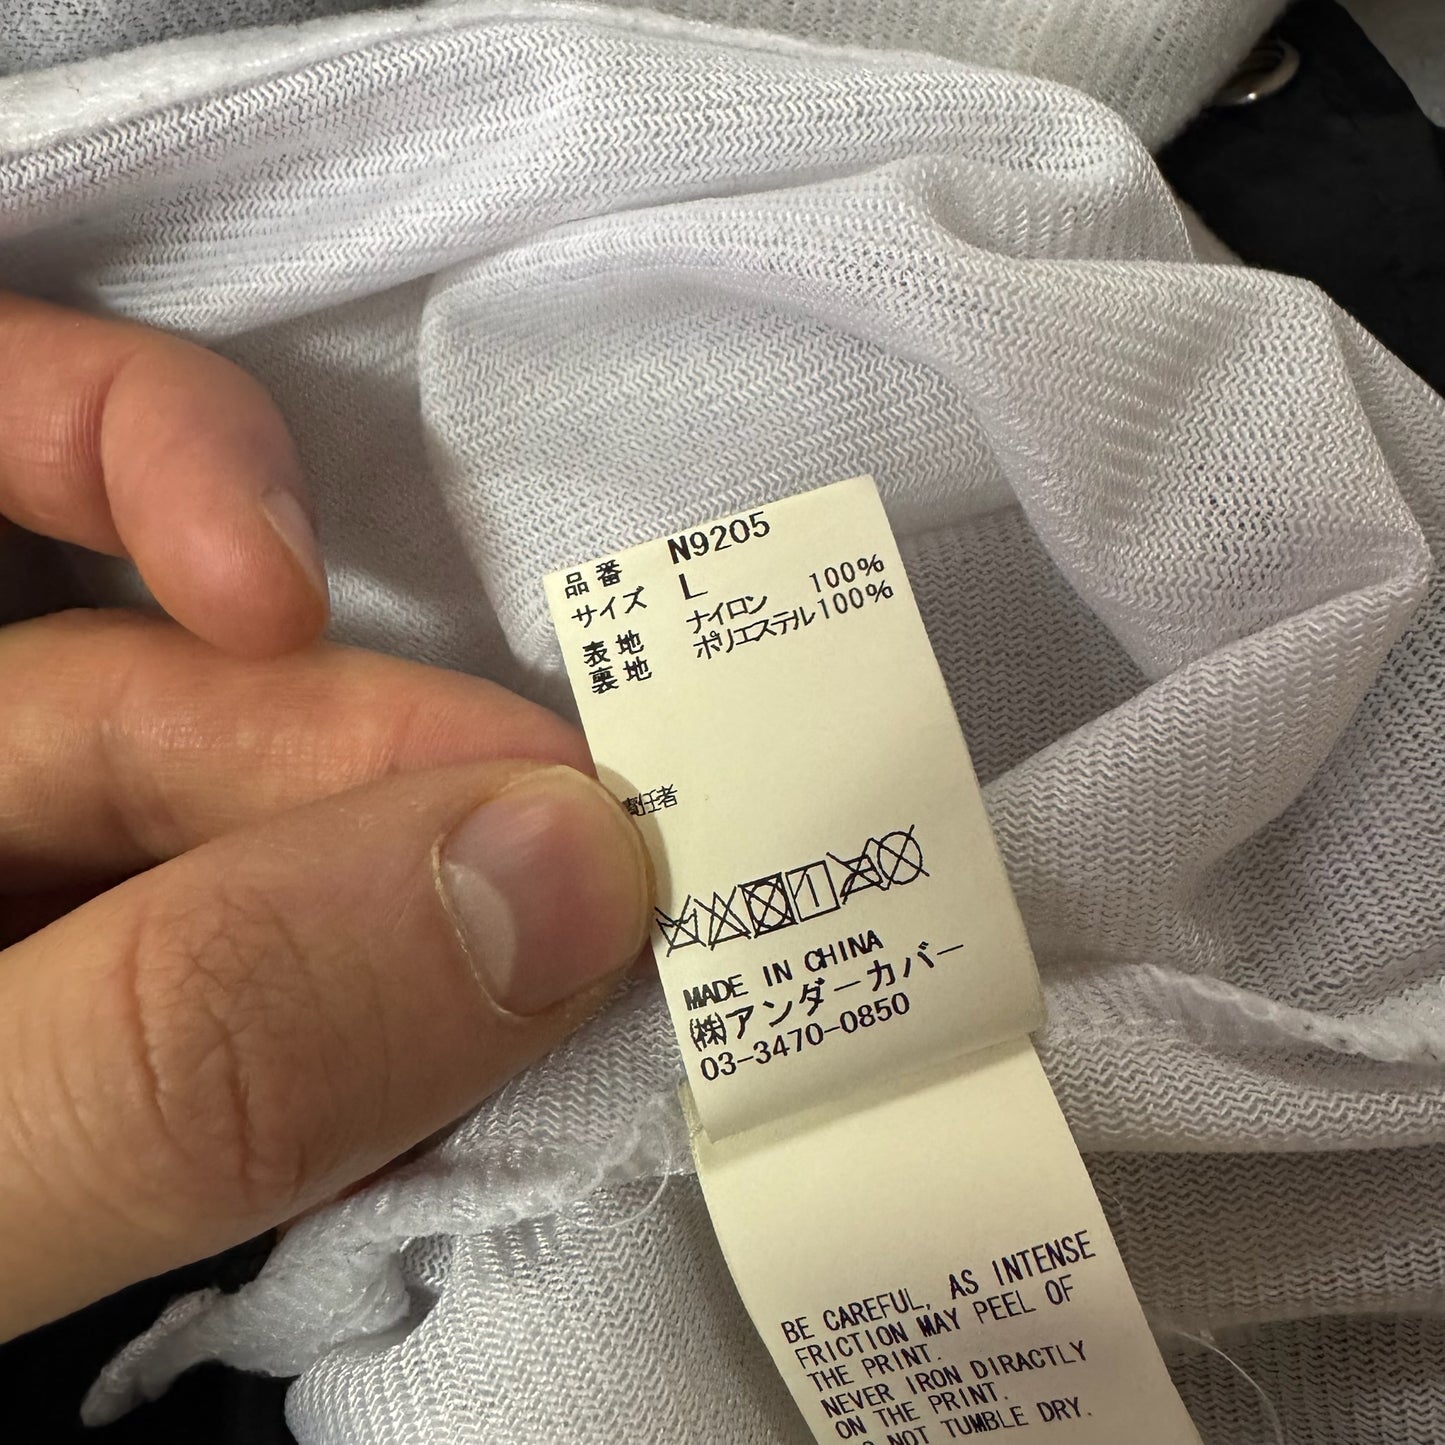 品番 N9205
サイズ L
表地 ナイロン 100%
裏地 ポリエステル100%
責任者
MADE IN CHINA
(株)アンダーカバー
03-3470-0850
BE CAREFUL, AS INTENSE
FRICTION MAY PEEL OF
THE PRINT.
NEVER IRON DIRACTLY
ON THE PRINT.
NOT TUMBLE DRY.